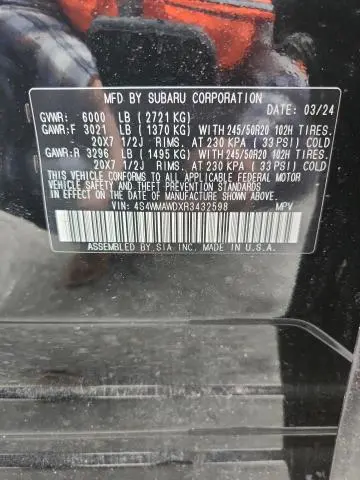 MFD BY SUBARU CORPORATION
DATE: 03/24
GVWR: 6000 LB (2721 KG)
GAWR:F 3021 LB (1370 KG) WITH 245/50R20 102H TIRES.
20X7 1/2J RIMS. AT 230 KPA (33 PSI) COLD
GAWR:R 3296 LB (1495 KG) WITH 245/50R20 102H TIRES.
20X7 1/2J RIMS. AT 230 KPA (33 PSI) COLD
THIS VEHICLE CONFORMS TO ALL APPLICABLE FEDERAL MOTOR
VEHICLE SAFETY, BUMPER, AND THEFT PREVENTION STANDARDS
IN EFFECT ON THE DATE OF MANUFACTURE SHOWN ABOVE.
VIN: 4S4WMAWDXR3432598 MPV
ASSEMBLED BY SIA INC. MADE IN U.S.A.